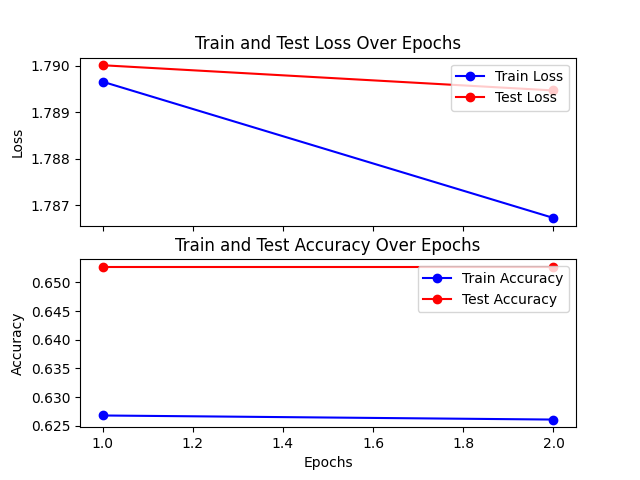 Train and Test Loss Over Epochs
1.790
1.789
1.788
1.787
Loss
Train Loss
Test Loss
Train and Test Accuracy Over Epochs
0.650
0.645
0.640
0.635
0.630
0.625
Accuracy
Train Accuracy
Test Accuracy
1.0 1.2 1.4 1.6 1.8 2.0
Epochs